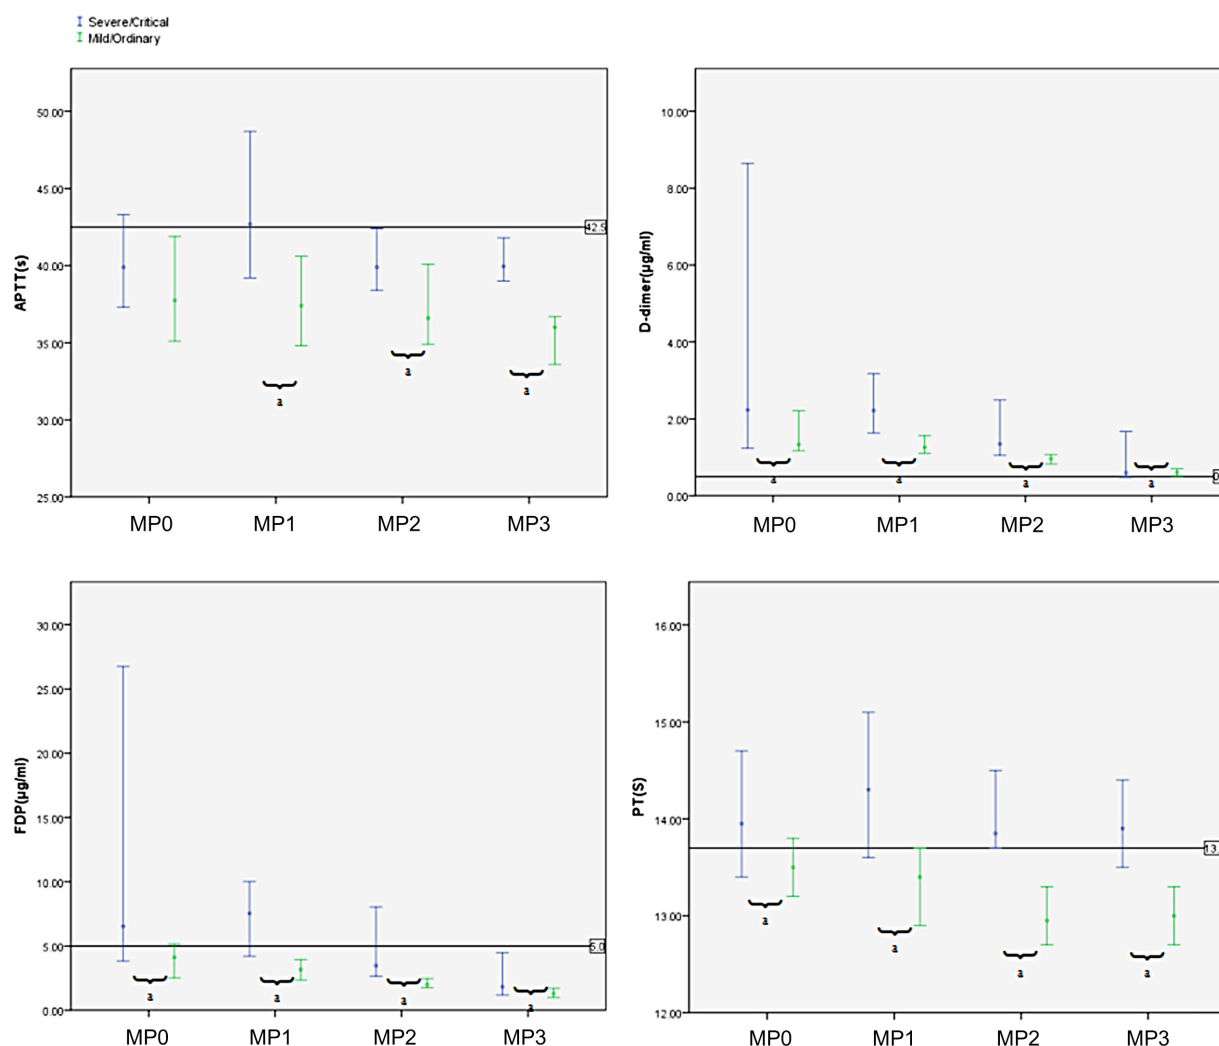 Severe/Critical
Mild/Ordinary
APTT(s)
50.00
45.00
40.00
35.00
30.00
25.00
42.5
a
a
a
MP0 MP1 MP2 MP3
D-dimer(μg/ml)
10.00
8.00
6.00
4.00
2.00
0.00
a
a
a
a
MP0 MP1 MP2 MP3
FDP(μg/ml)
30.00
25.00
20.00
15.00
10.00
5.00
0.00
5.0
a
a
a
a
MP0 MP1 MP2 MP3
PT(S)
16.00
15.00
14.00
13.00
12.00
13.
a
a
a
a
MP0 MP1 MP2 MP3